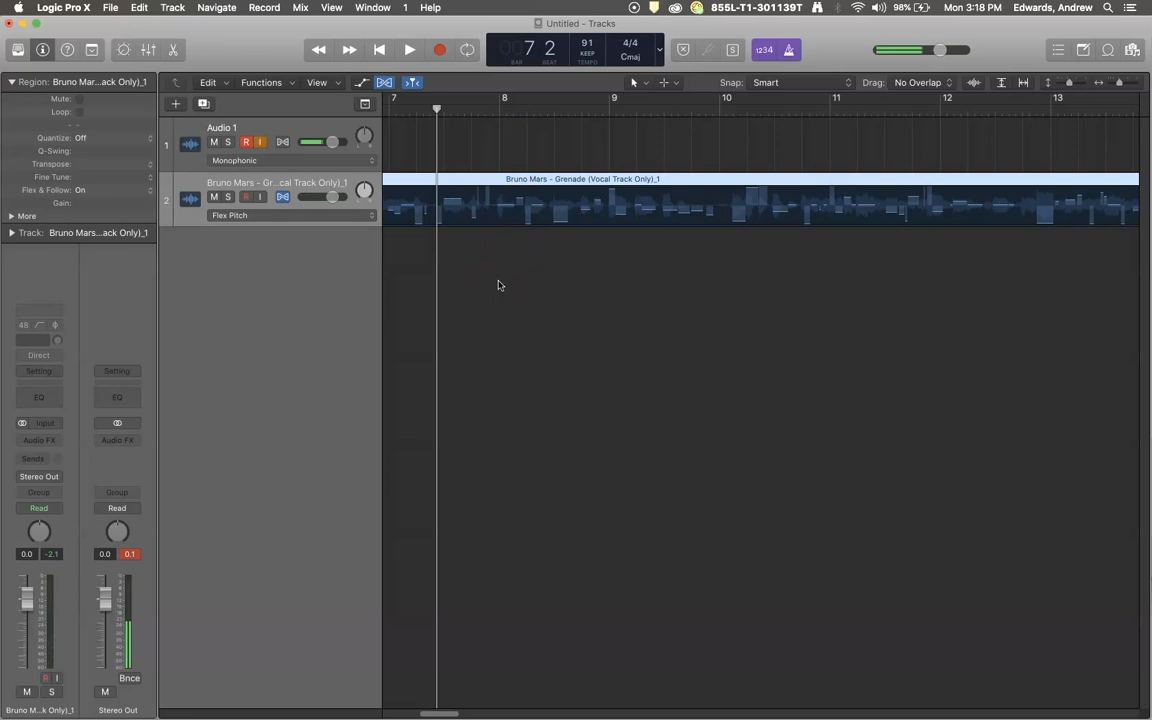 Logic Pro X File Edit Track Navigate Record Mix View Window 1 Help 855L-T1-301139T 98% Mon 3:18 PM Edwards, Andrew
Untitled - Tracks
007 2 91 4/4
KEEP
BAR BEAT TEMPO Cmaj
1234
Region: Bruno Mar...ack Only)_1
Edit Functions View Snap: Smart Drag: No Overlap
Mute:
Loop:
Quantize: Off
Q-Swing:
Transpose:
Fine Tune:
Flex & Follow: On
Gain:
More
Track: Bruno Mars...ack Only)_1
7 8 9 10 11 12 13
1 Audio 1
M S R I
Monophonic
2 Bruno Mars - Gr...cal Track Only)_1
M S R I
Flex Pitch
Bruno Mars - Grenade (Vocal Track Only)_1
48
Direct
Setting Setting
EQ EQ
Input
Audio FX Audio FX
Sends
Stereo Out
Group Group
Read Read
0.0 -2.1 0.0 0.1
R I Bnce
M S M
Bruno M...k Only)_1 Stereo Out